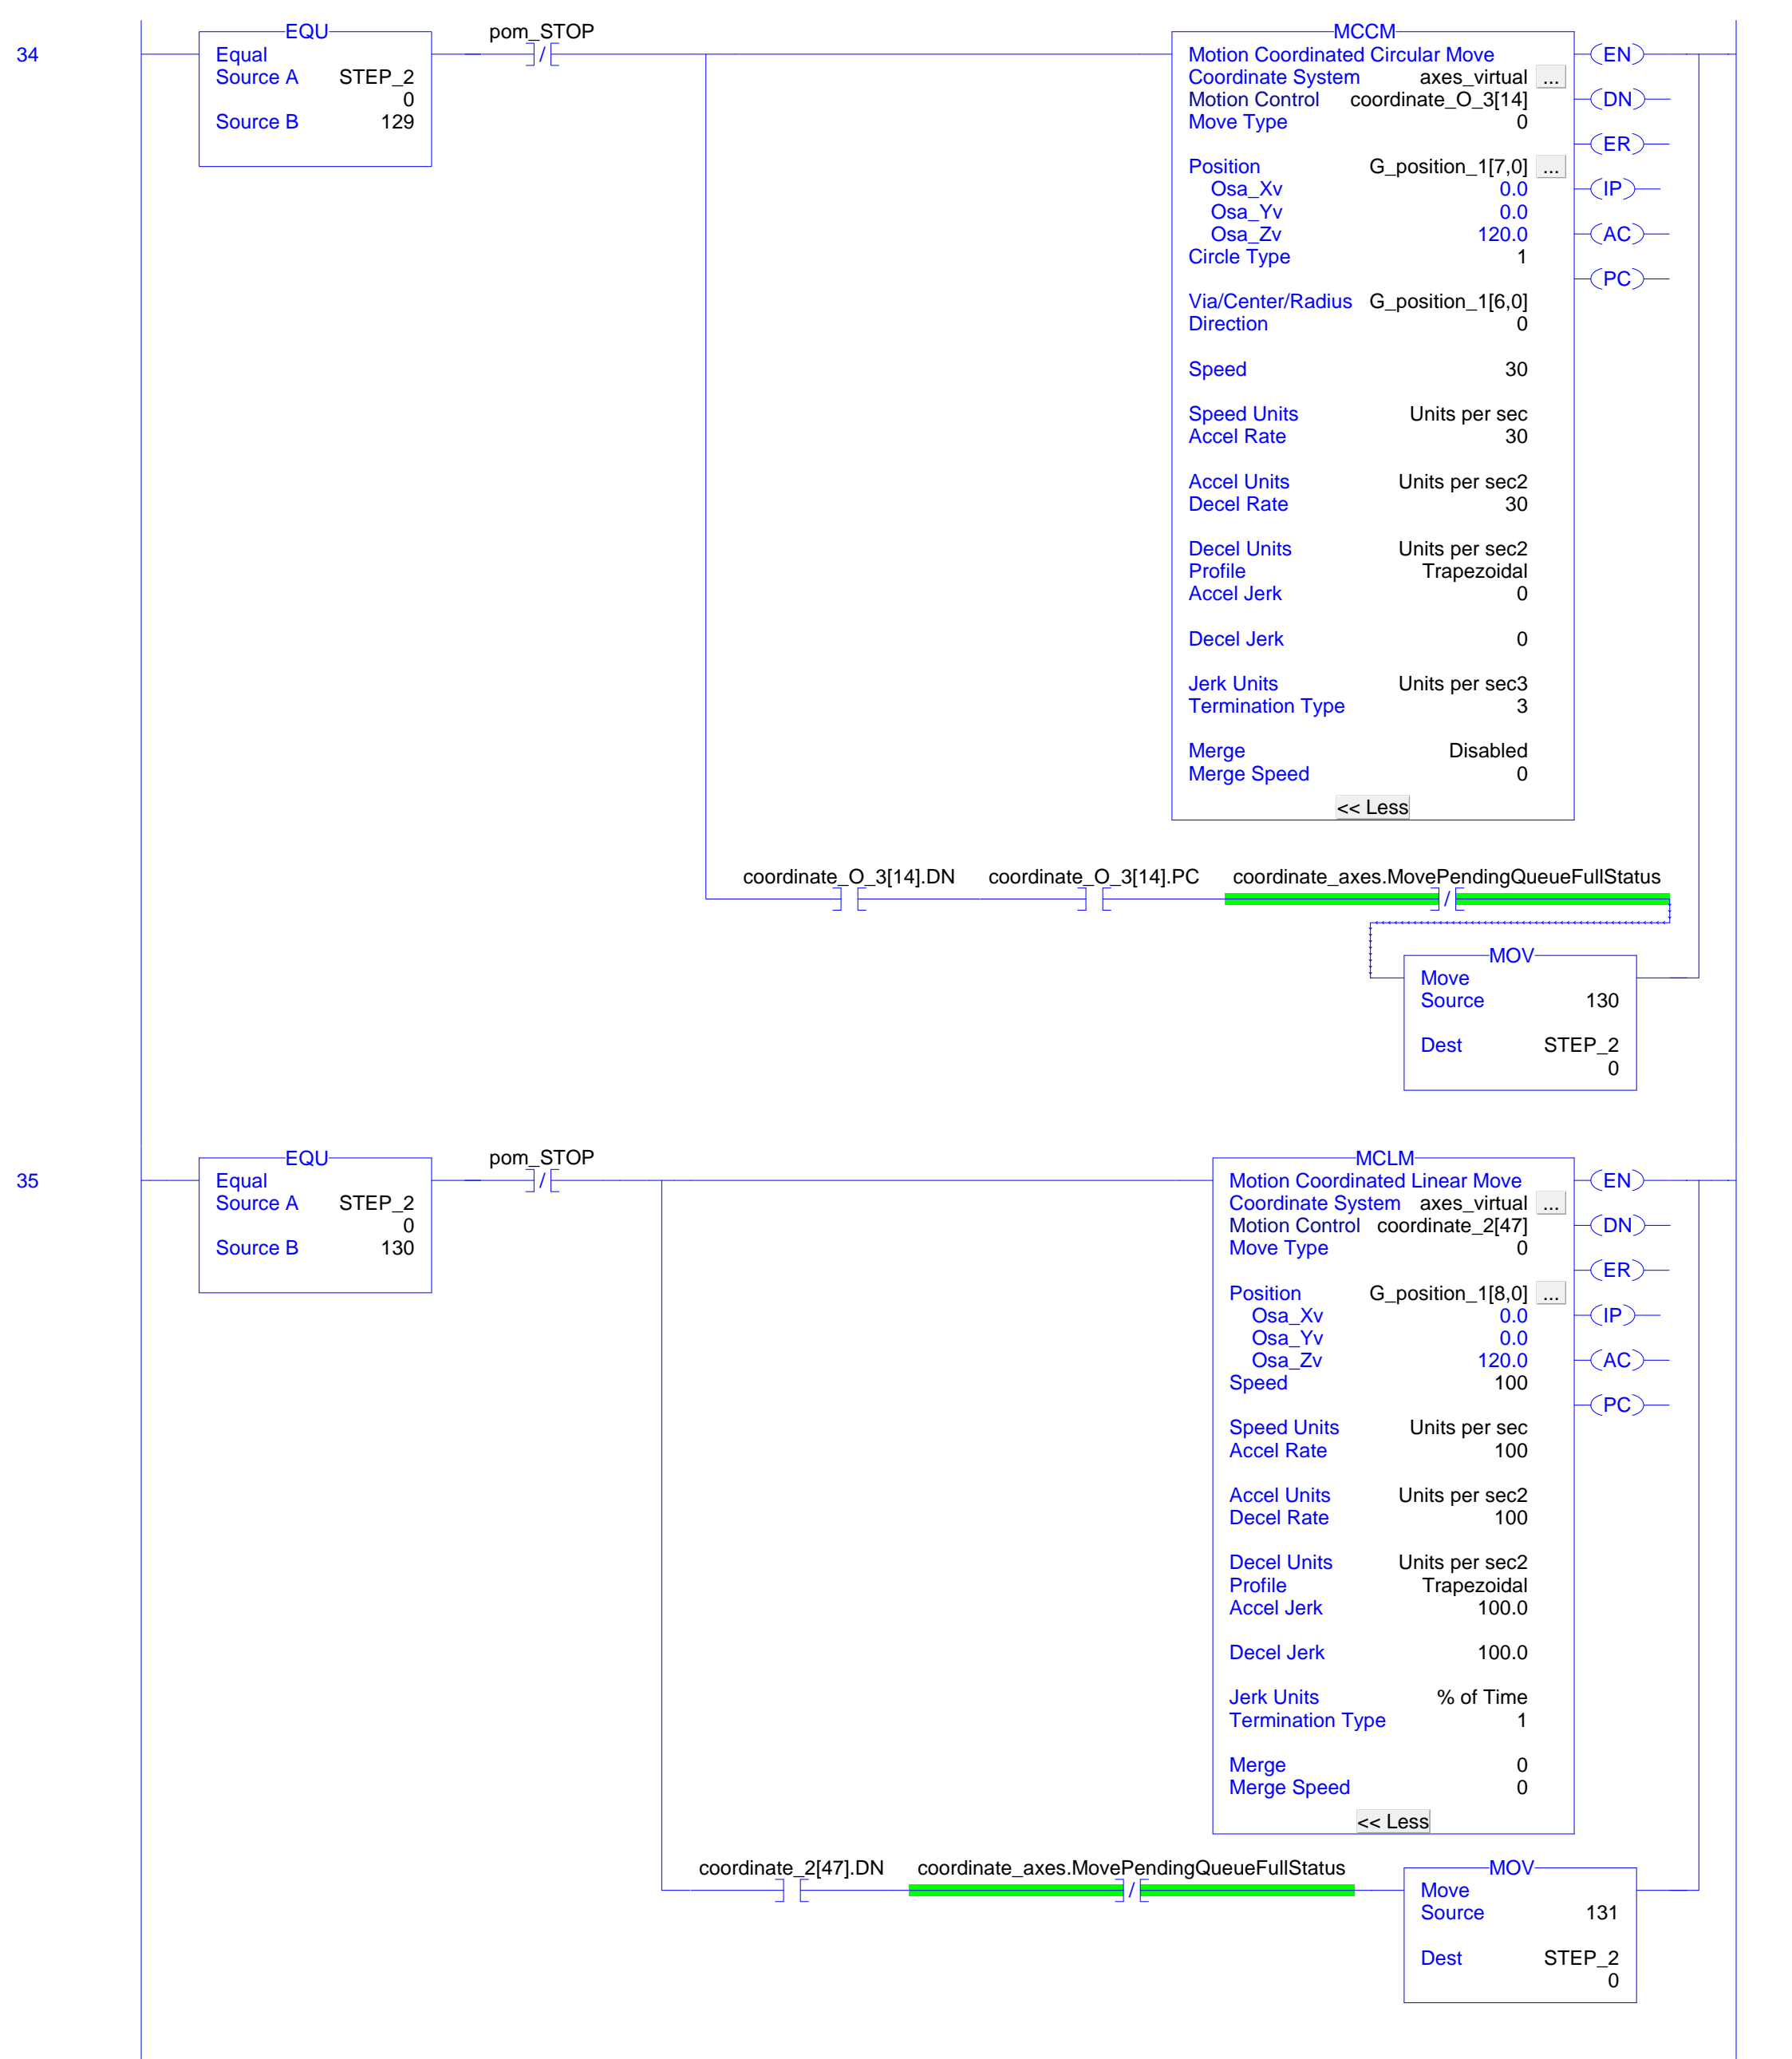 34
EQU
Equal
Source A STEP_2
0
Source B 129
pom_STOP
/
MCCM
Motion Coordinated Circular Move
Coordinate System axes_virtual ...
Motion Control coordinate_O_3[14]
Move Type 0
Position G_position_1[7,0] ...
Osa_Xv 0.0
Osa_Yv 0.0
Osa_Zv 120.0
Circle Type 1
Via/Center/Radius G_position_1[6,0]
Direction 0
Speed 30
Speed Units Units per sec
Accel Rate 30
Accel Units Units per sec2
Decel Rate 30
Decel Units Units per sec2
Profile Trapezoidal
Accel Jerk 0
Decel Jerk 0
Jerk Units Units per sec3
Termination Type 3
Merge Disabled
Merge Speed 0
<< Less
EN
DN
ER
IP
AC
PC
coordinate_O_3[14].DN
coordinate_O_3[14].PC
coordinate_axes.MovePendingQueueFullStatus
/
MOV
Move
Source 130
Dest STEP_2
0
35
EQU
Equal
Source A STEP_2
0
Source B 130
pom_STOP
/
MCLM
Motion Coordinated Linear Move
Coordinate System axes_virtual ...
Motion Control coordinate_2[47]
Move Type 0
Position G_position_1[8,0] ...
Osa_Xv 0.0
Osa_Yv 0.0
Osa_Zv 120.0
Speed 100
Speed Units Units per sec
Accel Rate 100
Accel Units Units per sec2
Decel Rate 100
Decel Units Units per sec2
Profile Trapezoidal
Accel Jerk 100.0
Decel Jerk 100.0
Jerk Units % of Time
Termination Type 1
Merge 0
Merge Speed 0
<< Less
EN
DN
ER
IP
AC
PC
coordinate_2[47].DN
coordinate_axes.MovePendingQueueFullStatus
/
MOV
Move
Source 131
Dest STEP_2
0